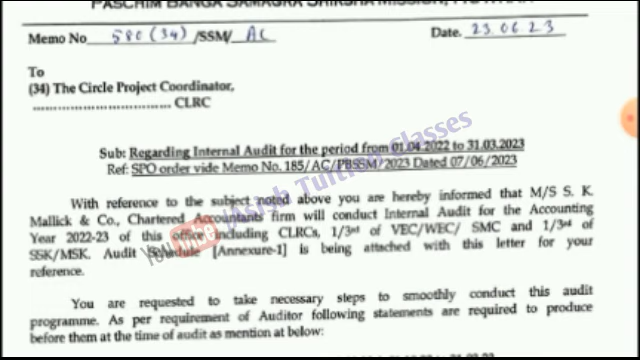 PASCHIM BANGA SAMAGRA SHIKSHA MISSION,
Memo No 580 (34) /SSM/ AC Date. 23.06.23
To
(34) The Circle Project Coordinator,
.................................. CLRC
Sub: Regarding Internal Audit for the period from 01.04.2022 to 31.03.2023
Ref: SPO order vide Memo No. 185/AC/PBSSM/2023 Dated 07/06/2023
With reference to the subject noted above you are hereby informed that M/S S. K.
Mallick & Co., Chartered Accountants firm will conduct Internal Audit for the Accounting
Year 2022-23 of this office including CLRCs, 1/3rd of VEC/WEC/ SMC and 1/3rd of
SSK/MSK. Audit Schedule [Annexure-1] is being attached with this letter for your
reference.
You are requested to take necessary steps to smoothly conduct this audit
programme. As per requirement of Auditor following statements are required to produce
before them at the time of audit as mention at below:
YouTube Tuition Classes